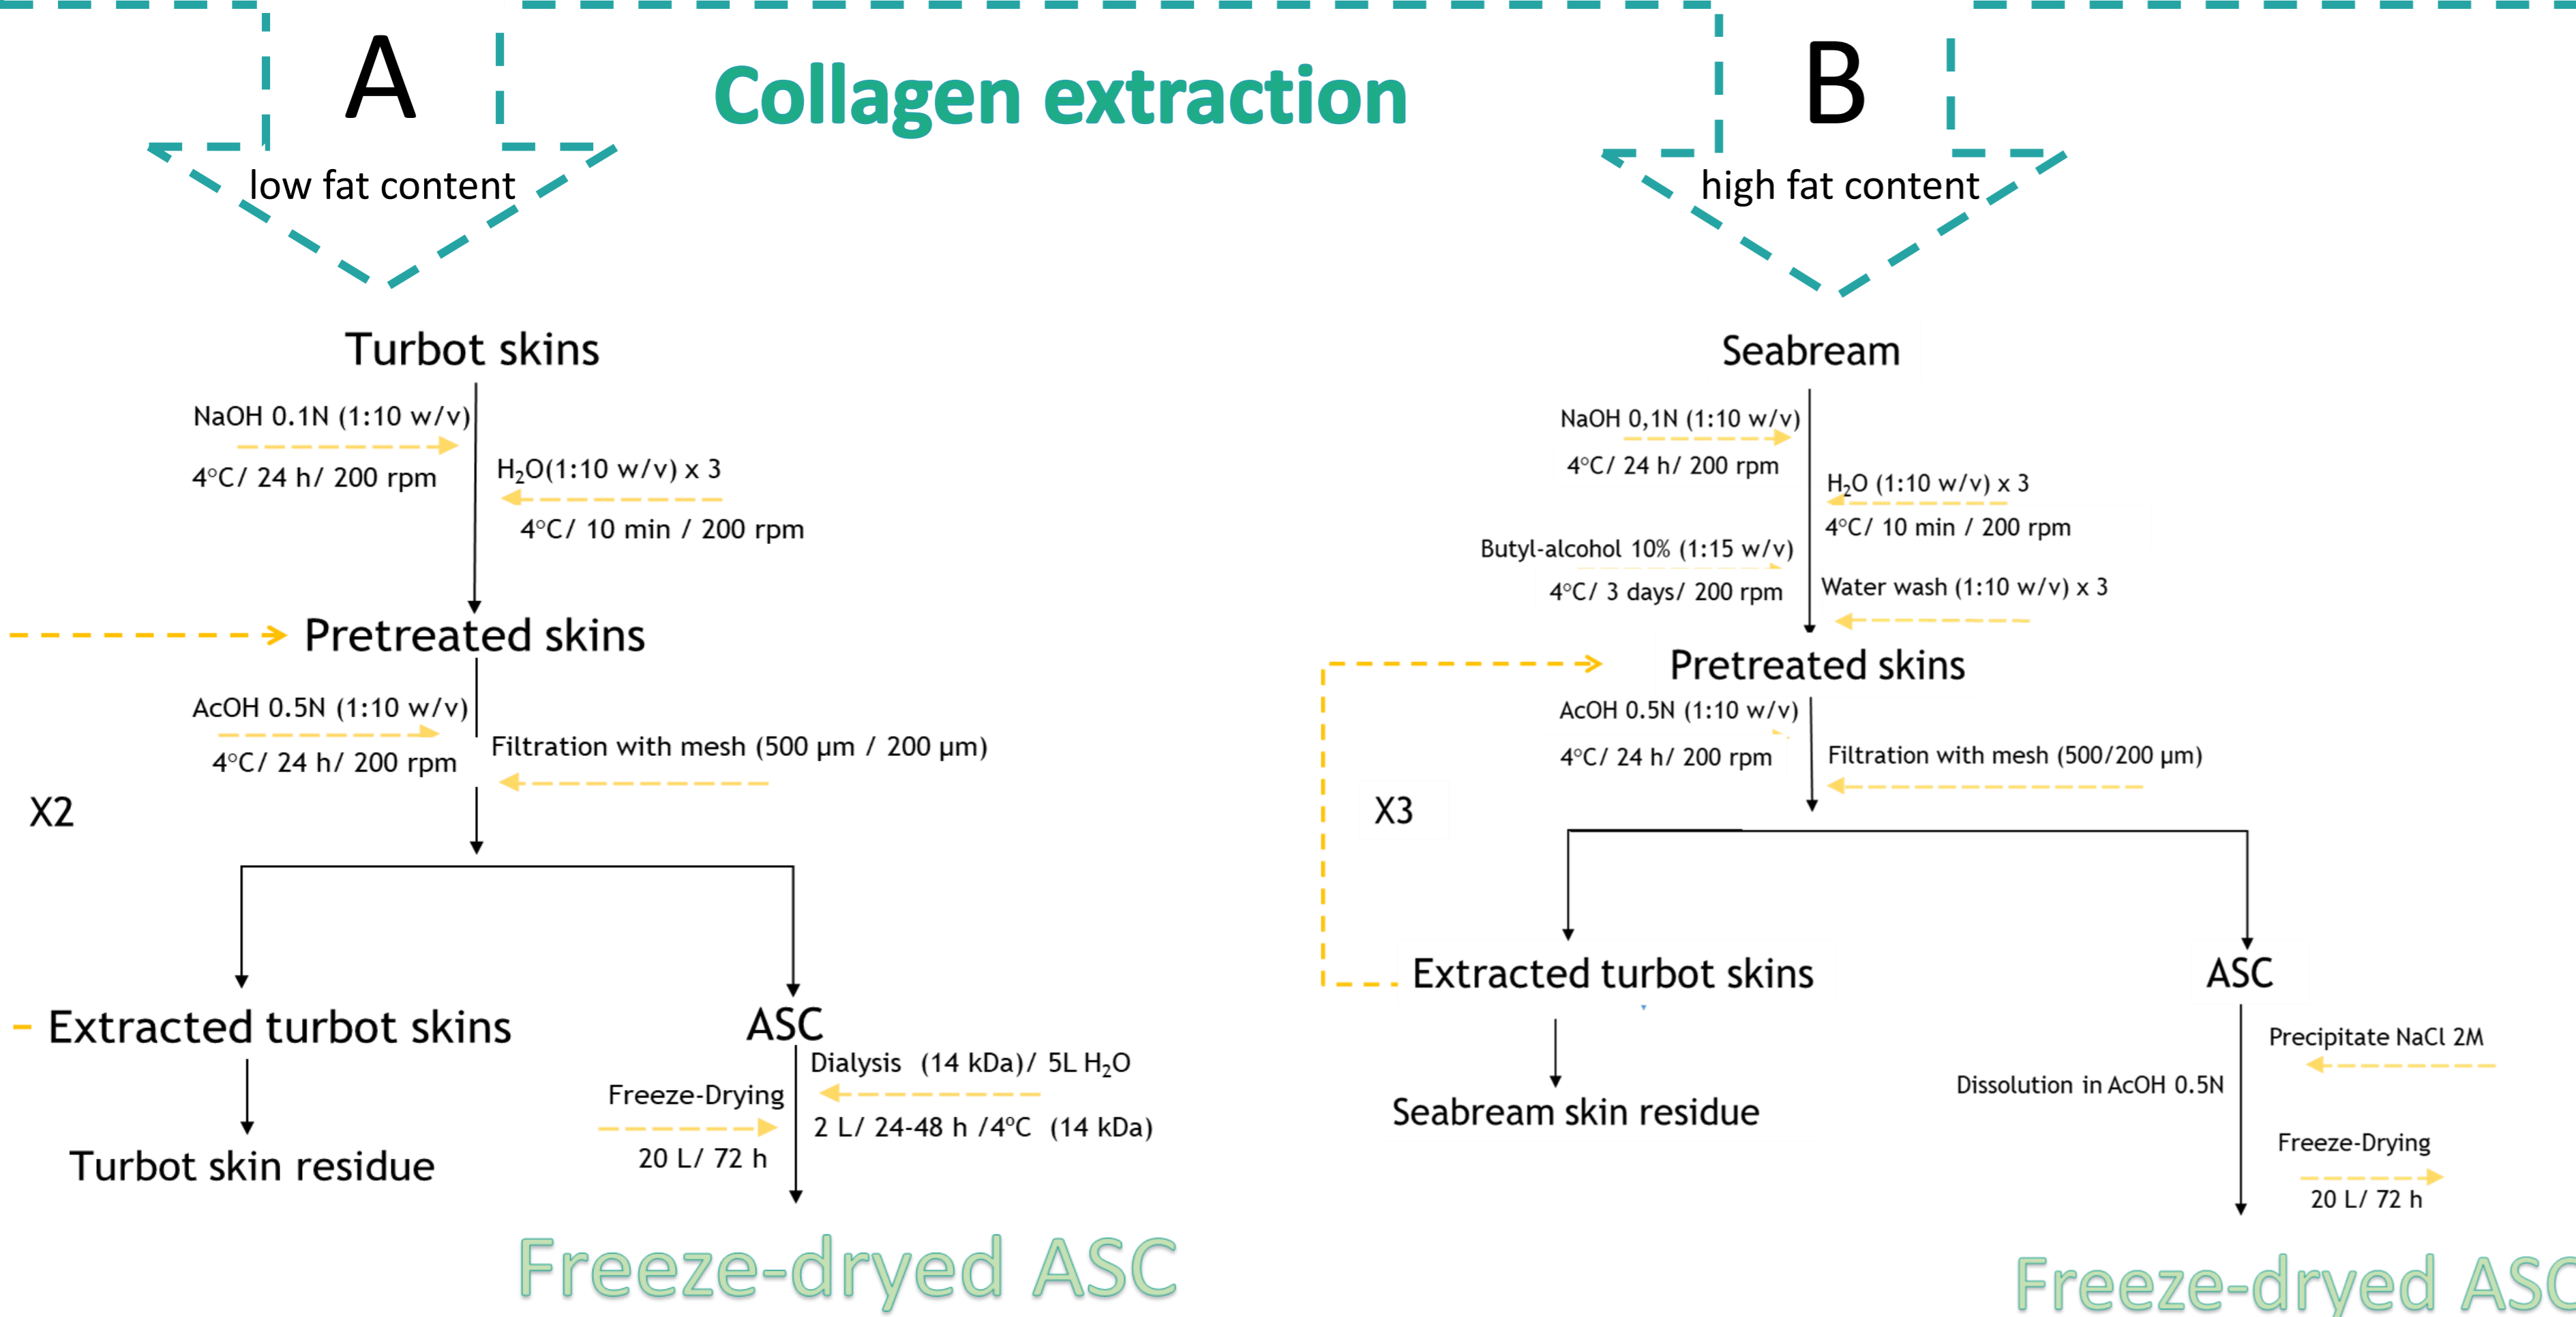 A
low fat content
Collagen extraction
B
high fat content
Turbot skins
NaOH 0.1N (1:10 w/v)
4°C/ 24 h/ 200 rpm
H₂O(1:10 w/v) x 3
4°C/ 10 min / 200 rpm
Pretreated skins
AcOH 0.5N (1:10 w/v)
4°C/ 24 h/ 200 rpm
Filtration with mesh (500 µm / 200 µm)
X2
Extracted turbot skins
Turbot skin residue
ASC
Dialysis (14 kDa)/ 5L H₂O
2 L/ 24-48 h /4°C (14 kDa)
Freeze-Drying
20 L/ 72 h
Freeze-dryed ASC
Seabream
NaOH 0,1N (1:10 w/v)
4°C/ 24 h/ 200 rpm
H₂O (1:10 w/v) x 3
4°C/ 10 min / 200 rpm
Butyl-alcohol 10% (1:15 w/v)
4°C/ 3 days/ 200 rpm
Water wash (1:10 w/v) x 3
Pretreated skins
AcOH 0.5N (1:10 w/v)
4°C/ 24 h/ 200 rpm
Filtration with mesh (500/200 µm)
X3
Extracted turbot skins
Seabream skin residue
ASC
Precipitate NaCl 2M
Dissolution in AcOH 0.5N
Freeze-Drying
20 L/ 72 h
Freeze-dryed ASC